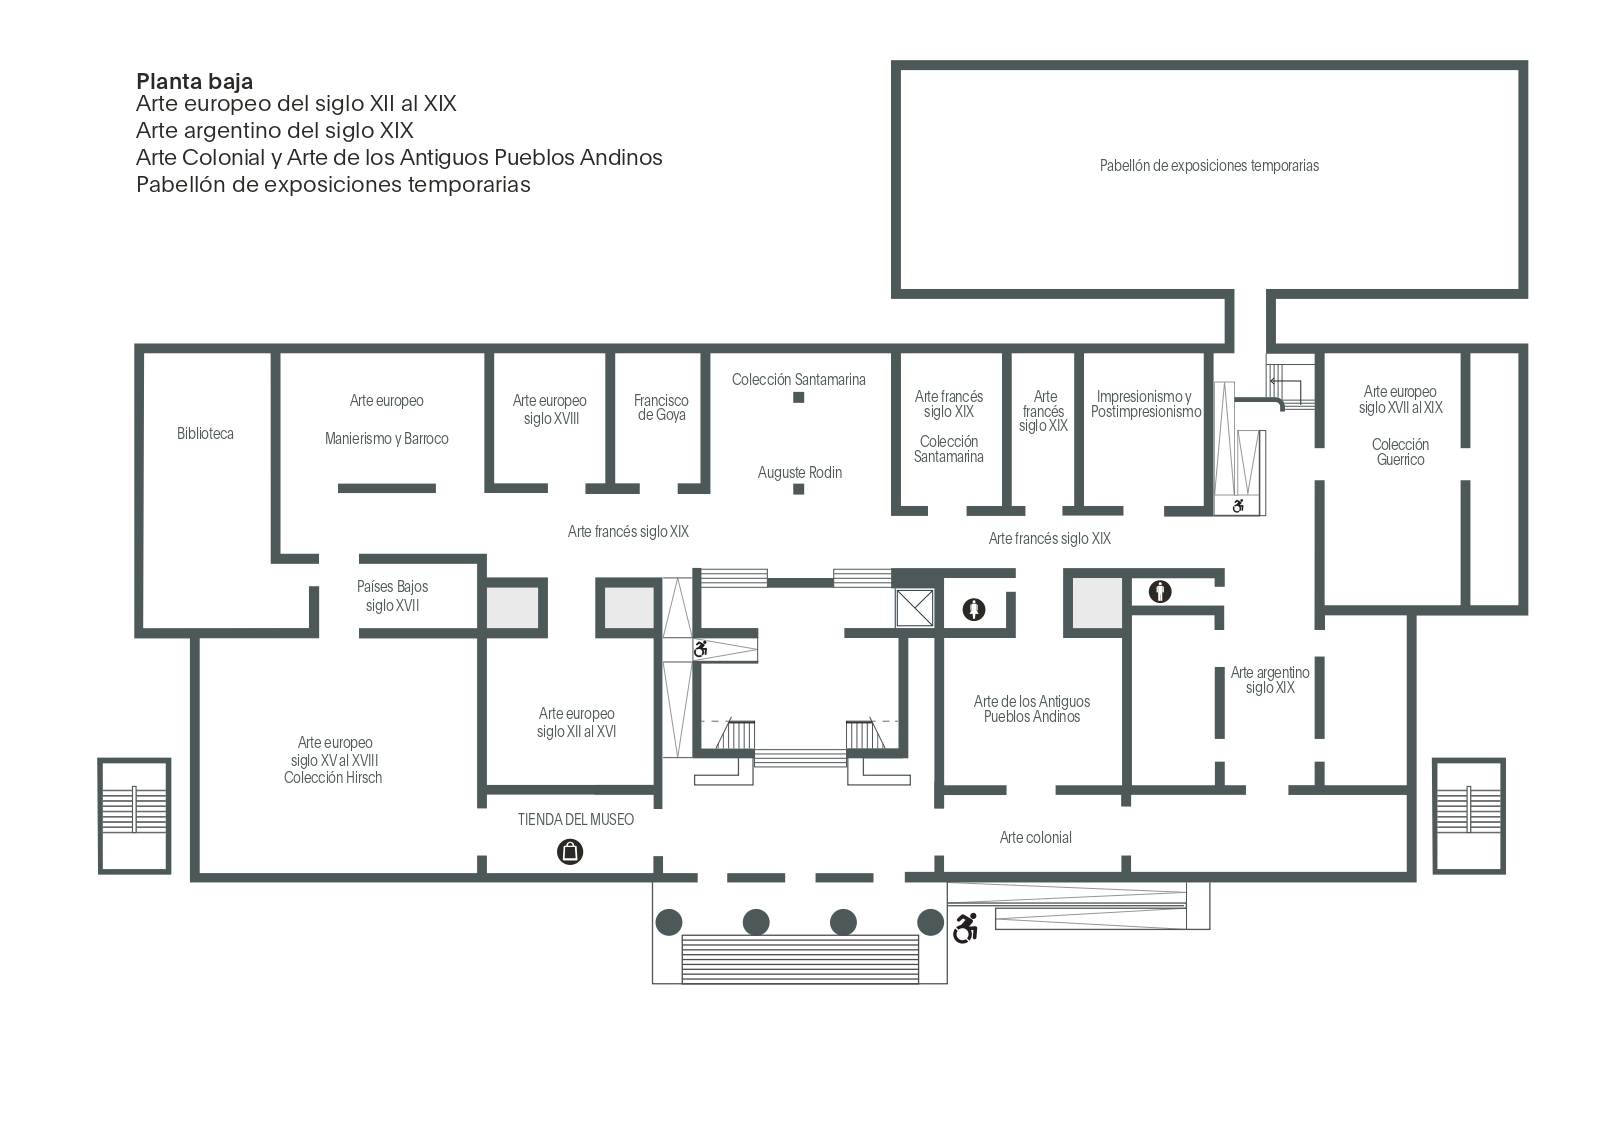 Planta baja
Arte europeo del siglo XII al XIX
Arte argentino del siglo XIX
Arte Colonial y Arte de los Antiguos Pueblos Andinos
Pabellón de exposiciones temporarias
Pabellón de exposiciones temporarias
Biblioteca
Arte europeo
Manierismo y Barroco
Arte europeo
siglo XVIII
Francisco
de Goya
Colección Santamarina
Auguste Rodin
Arte francés
siglo XIX
Colección
Santamarina
Arte
francés
siglo XIX
Impresionismo y
Postimpresionismo
Arte europeo
siglo XVII al XIX
Colección
Guerrico
Arte francés siglo XIX
Arte francés siglo XIX
Países Bajos
siglo XVII
Arte europeo
siglo XV al XVIII
Colección Hirsch
Arte europeo
siglo XII al XVI
Arte de los Antiguos
Pueblos Andinos
Arte argentino
siglo XIX
TIENDA DEL MUSEO
Arte colonial